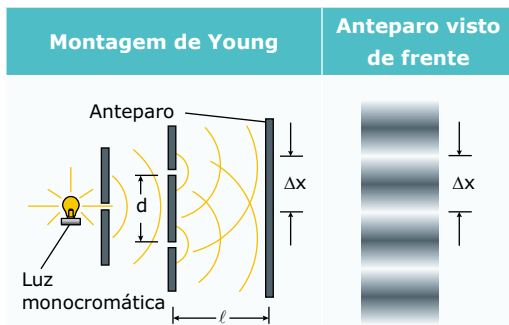 Montagem de Young
Anteparo visto
de frente
Anteparo
Δx
d
Luz
monocromática
ℓ
Δx